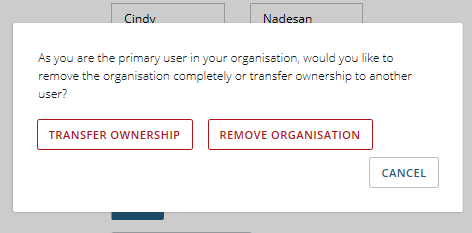 Cindy Nadesan
As you are the primary user in your organisation, would you like to
remove the organisation completely or transfer ownership to another
user?
TRANSFER OWNERSHIP REMOVE ORGANISATION
CANCEL